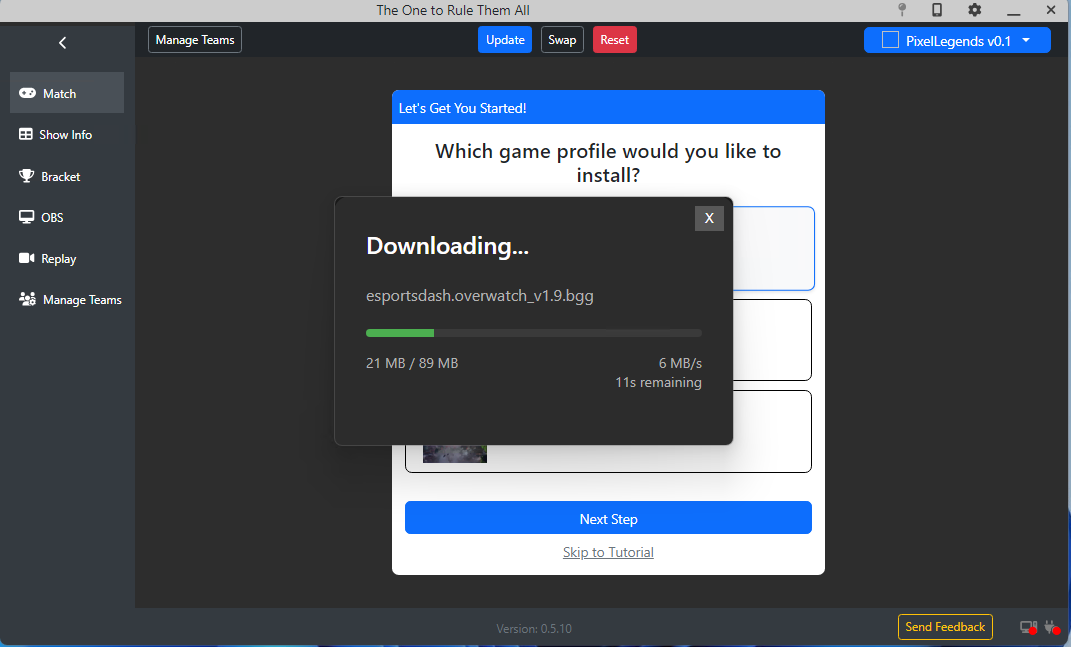 The One to Rule Them All
Manage Teams
Update
Swap
Reset
PixelLegends v0.1
Match
Show Info
Bracket
OBS
Replay
Manage Teams
Let's Get You Started!
Which game profile would you like to
install?
X
Downloading...
esportsdash.overwatch_v1.9.bgg
21 MB / 89 MB
6 MB/s
11s remaining
Next Step
Skip to Tutorial
Version: 0.5.10
Send Feedback